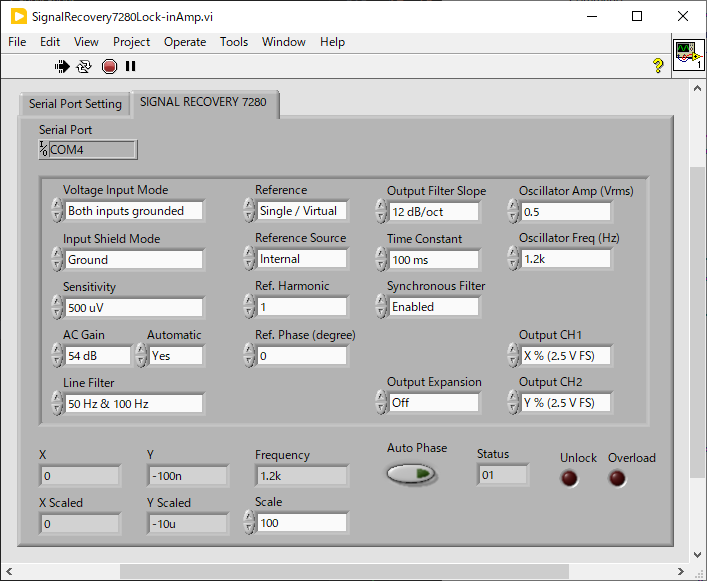 SignalRecovery7280Lock-inAmp.vi
File Edit View Project Operate Tools Window Help
1
Serial Port Setting SIGNAL RECOVERY 7280
Serial Port
I/O COM4
Voltage Input Mode Reference Output Filter Slope Oscillator Amp (Vrms)
Both inputs grounded Single / Virtual 12 dB/oct 0.5
Input Shield Mode Reference Source Time Constant Oscillator Freq (Hz)
Ground Internal 100 ms 1.2k
Sensitivity Ref. Harmonic Synchronous Filter
500 uV 1 Enabled
AC Gain Automatic Ref. Phase (degree) Output CH1
54 dB Yes 0 X % (2.5 V FS)
Line Filter Output Expansion Output CH2
50 Hz & 100 Hz Off Y % (2.5 V FS)
X Y Frequency Auto Phase Status Unlock Overload
0 -100n 1.2k 01
X Scaled Y Scaled Scale
0 -10u 100